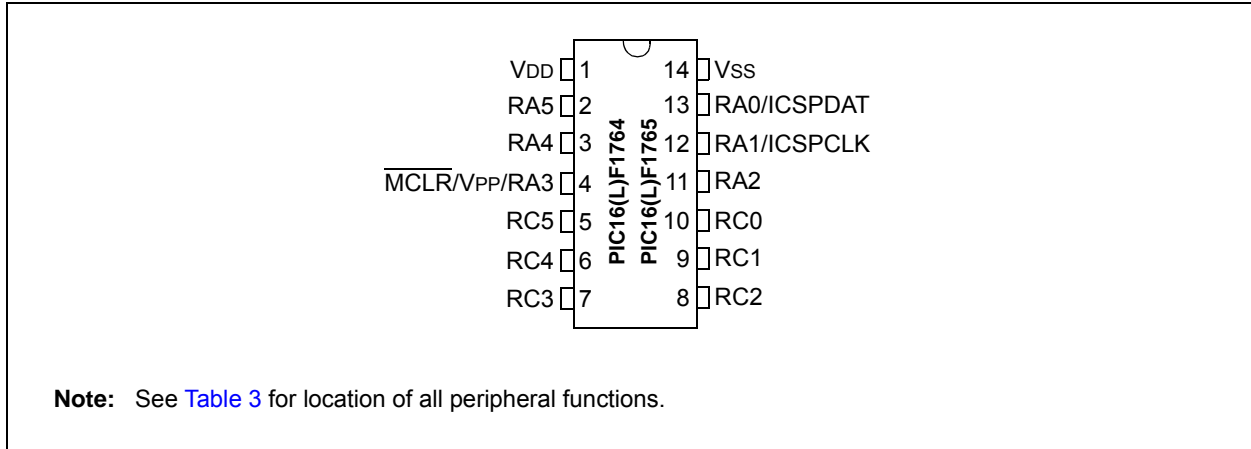 VDD 1 14 VSS
RA5 2 13 RA0/ICSPDAT
RA4 3 12 RA1/ICSPCLK
MCLR/VPP/RA3 4 11 RA2
RC5 5 10 RC0
RC4 6 9 RC1
RC3 7 8 RC2
PIC16(L)F1764
PIC16(L)F1765
Note: See Table 3 for location of all peripheral functions.